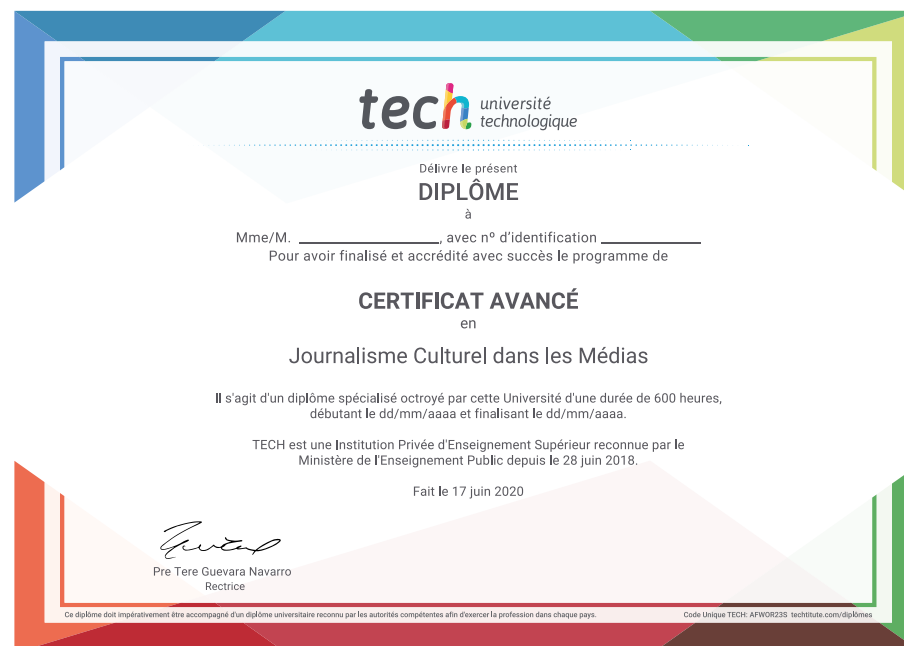 tech université
technologique
Délivre le présent
DIPLÔME
à
Mme/M. ____________________, avec nº d'identification ______________
Pour avoir finalisé et accrédité avec succès le programme de
CERTIFICAT AVANCÉ
en
Journalisme Culturel dans les Médias
Il s'agit d'un diplôme spécialisé octroyé par cette Université d'une durée de 600 heures,
débutant le dd/mm/aaaa et finalisant le dd/mm/aaaa.
TECH est une Institution Privée d'Enseignement Supérieur reconnue par le
Ministère de l'Enseignement Public depuis le 28 juin 2018.
Fait le 17 juin 2020
Pre Tere Guevara Navarro
Rectrice
Ce diplôme doit impérativement être accompagné d'un diplôme universitaire reconnu par les autorités compétentes afin d'exercer la profession dans chaque pays. Code Unique TECH: AFWOR23S techtitute.com/diplômes